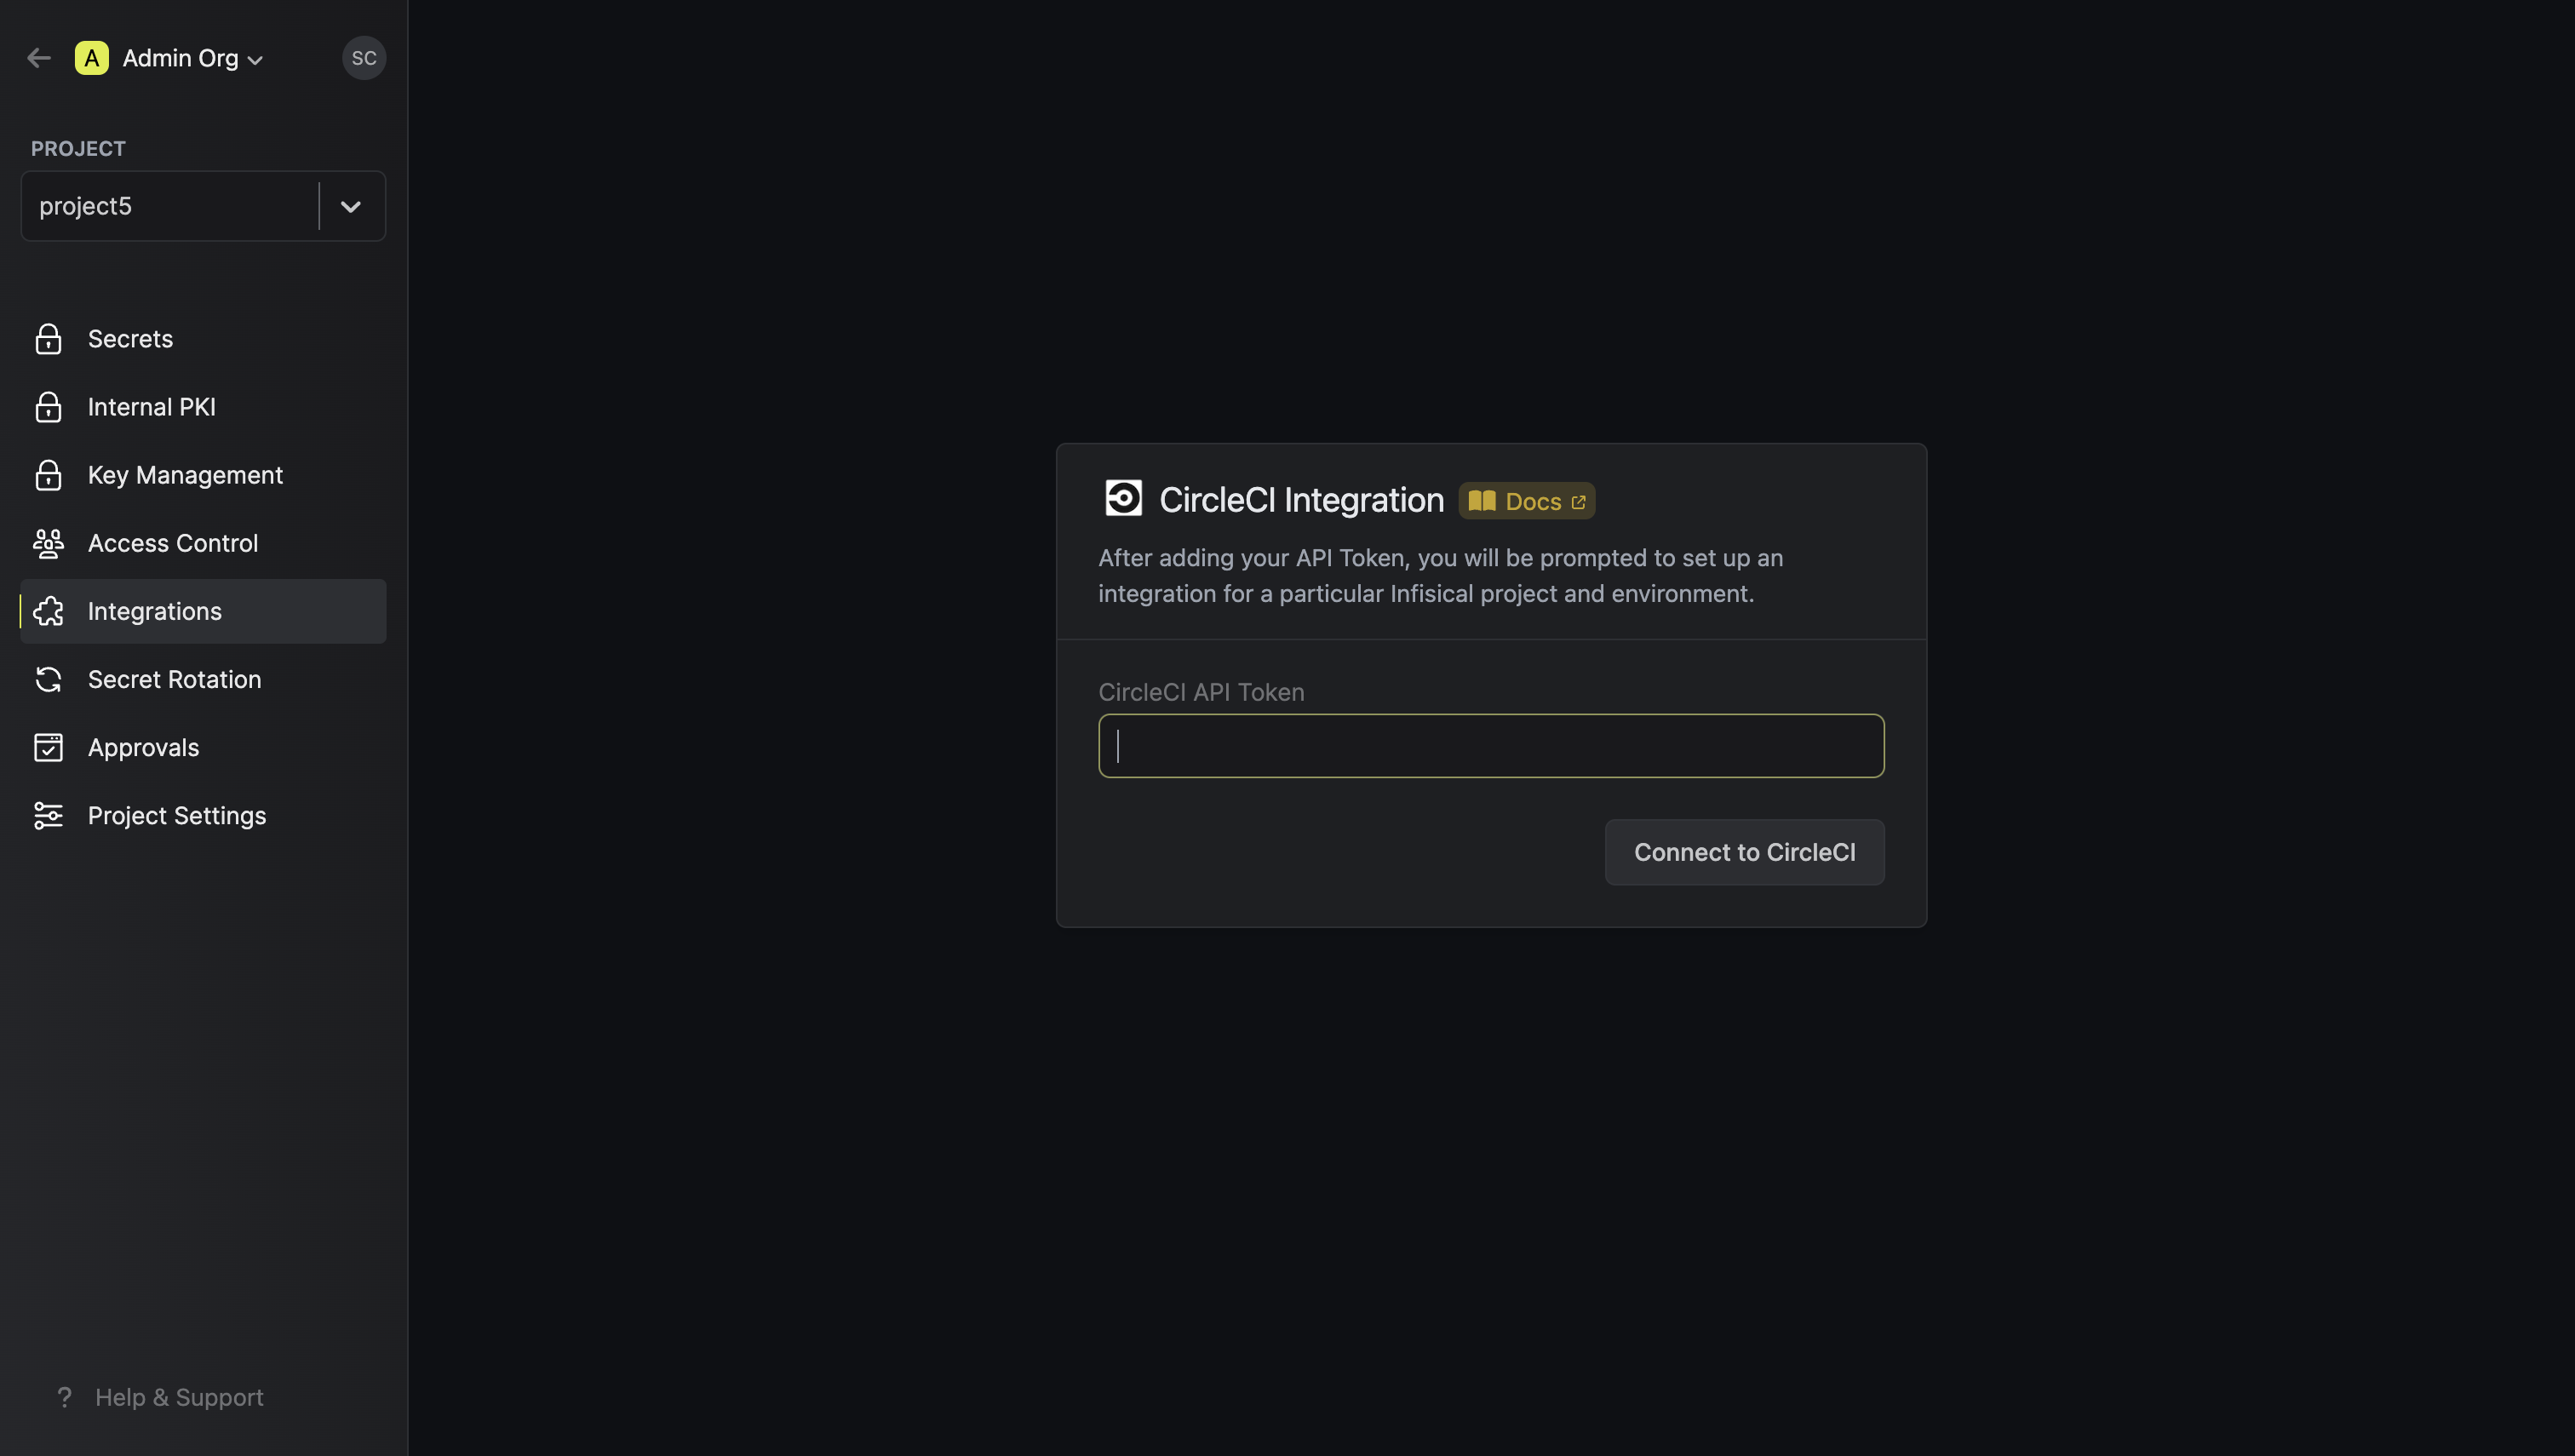 A Admin Org
SC
PROJECT
project5
Secrets
Internal PKI
Key Management
Access Control
Integrations
Secret Rotation
Approvals
Project Settings
? Help & Support
CircleCI Integration Docs
After adding your API Token, you will be prompted to set up an
integration for a particular Infisical project and environment.
CircleCI API Token
Connect to CircleCI